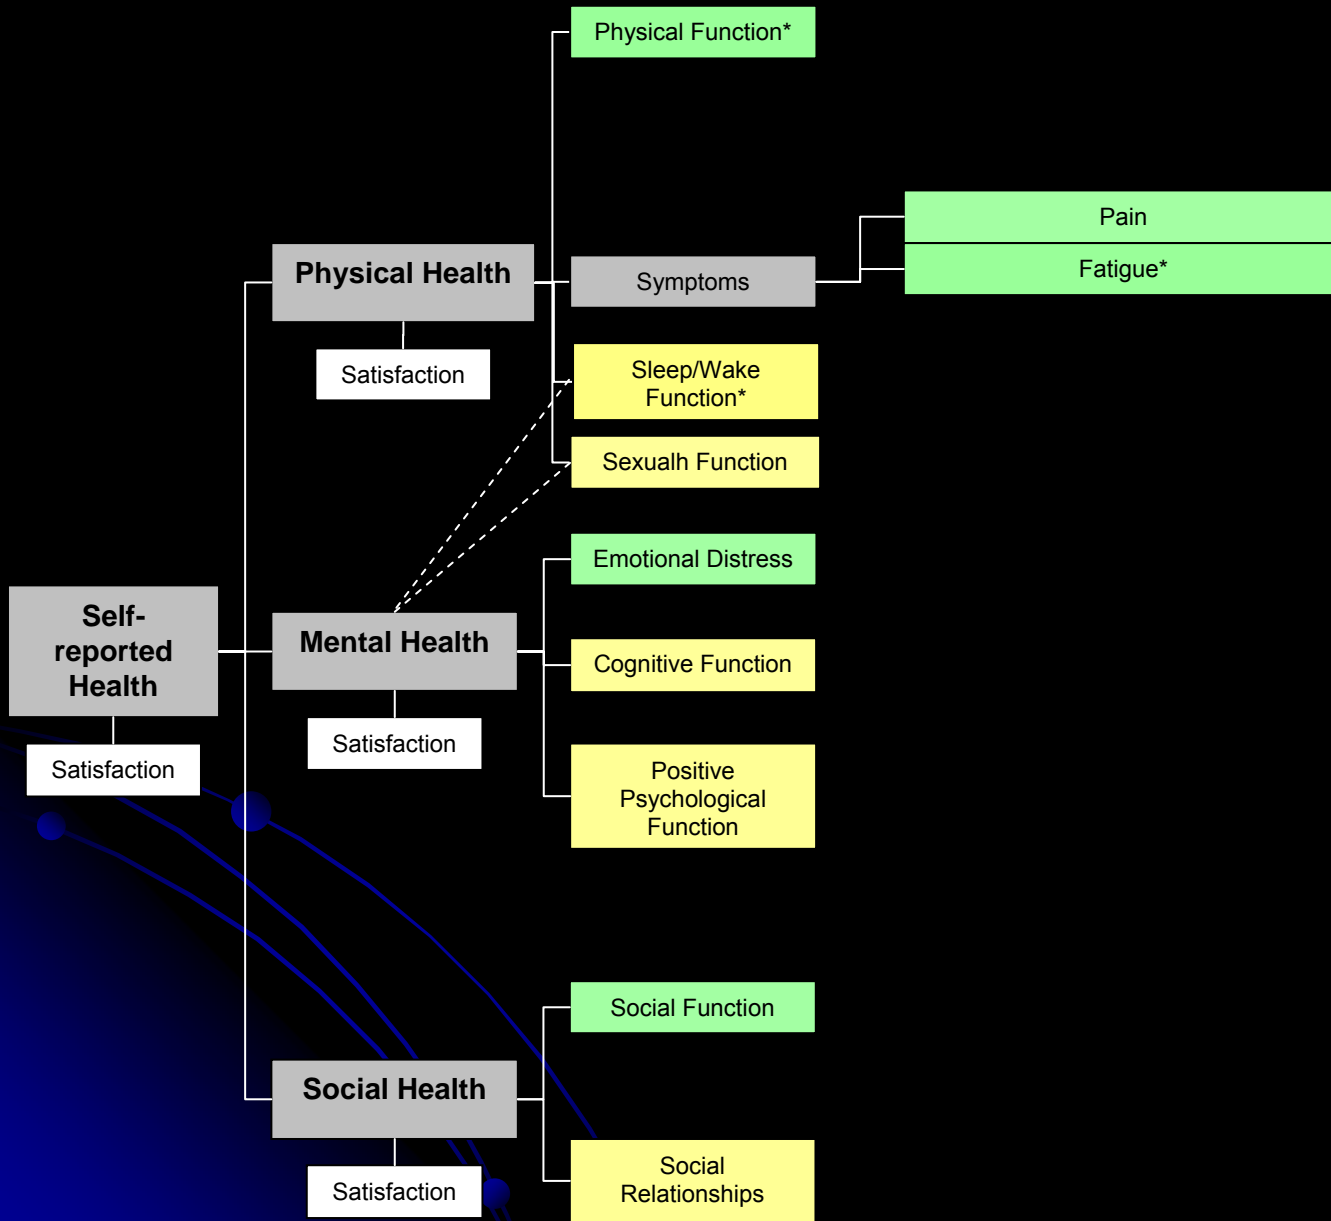 Physical Function*
Pain
Fatigue*
Physical Health
Symptoms
Satisfaction
Sleep/Wake
Function*
Sexualh Function
Emotional Distress
Self-
reported
Health
Mental Health
Cognitive Function
Satisfaction
Satisfaction
Positive
Psychological
Function
Social Function
Social Health
Satisfaction
Social
Relationships